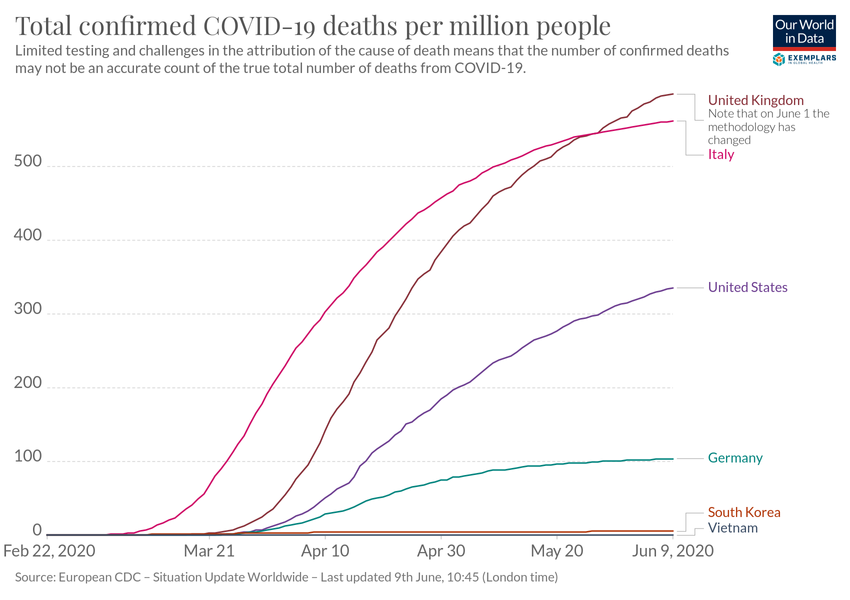 Total confirmed COVID-19 deaths per million people
Limited testing and challenges in the attribution of the cause of death means that the number of confirmed deaths
may not be an accurate count of the true total number of deaths from COVID-19.
Our World
in Data
EXEMPLARS
IN GLOBAL HEALTH
United Kingdom
Note that on June 1 the
methodology has
changed
Italy
500
400
300
United States
200
100
Germany
South Korea
0
Vietnam
Feb 22, 2020
Mar 21
Apr 10
Apr 30
May 20
Jun 9, 2020
Source: European CDC – Situation Update Worldwide – Last updated 9th June, 10:45 (London time)